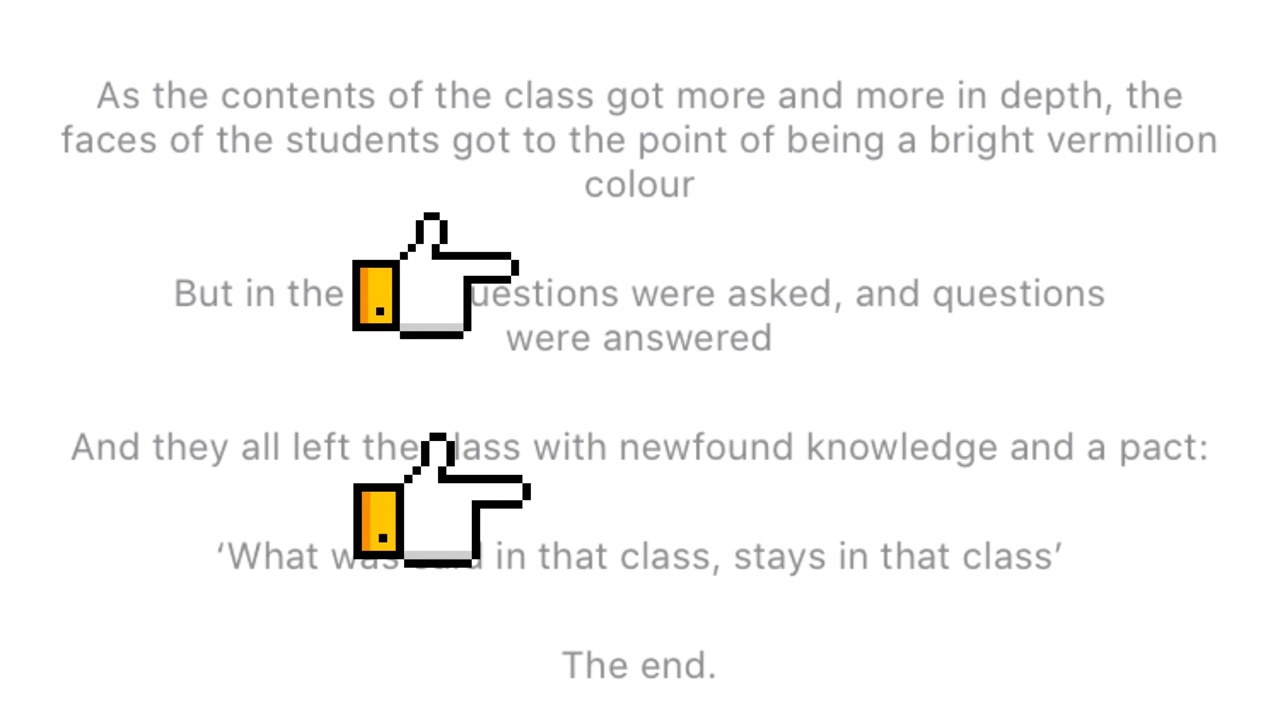 As the contents of the class got more and more in depth, the
faces of the students got to the point of being a bright vermillion
colour
But in the uestions were asked, and questions
were answered
And they all left the lass with newfound knowledge and a pact:
‘What was in that class, stays in that class’
The end.